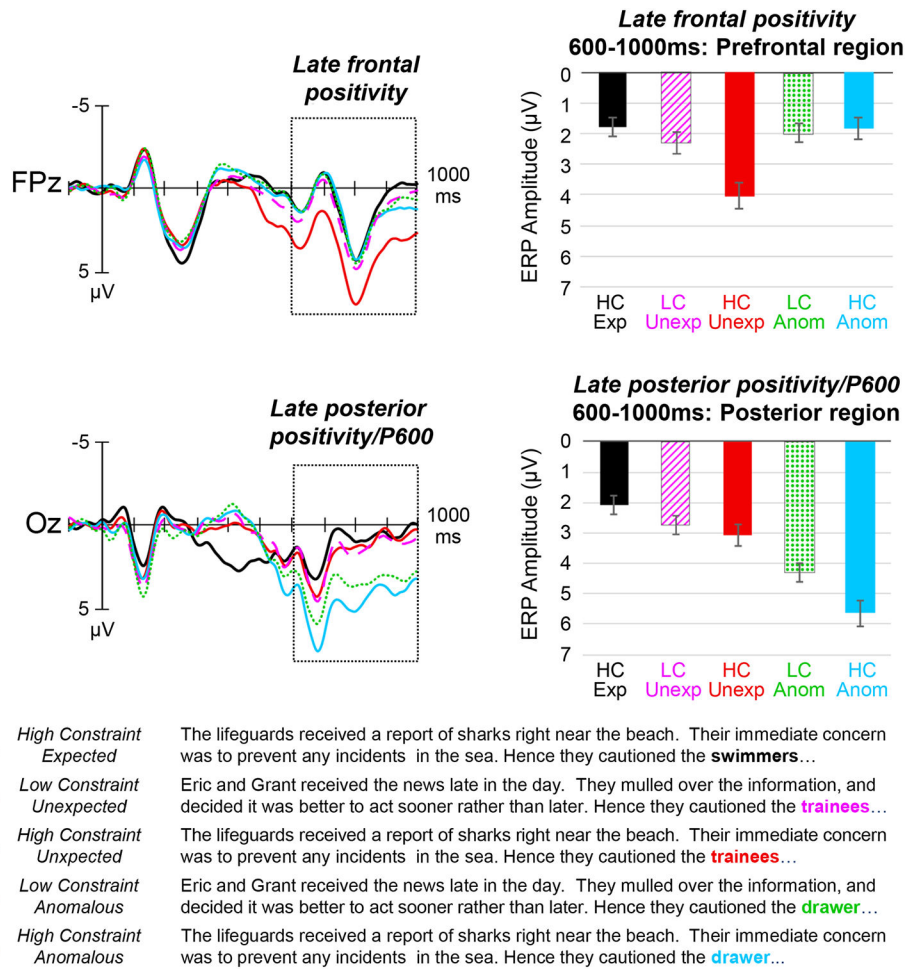 Late frontal
positivity
-5
FPz
1000
ms
5
µV
Late frontal positivity
600-1000ms: Prefrontal region
ERP Amplitude (µV)
0
1
2
3
4
5
6
7
HC LC HC LC HC
Exp Unexp Unexp Anom Anom
Late posterior
positivity/P600
-5
Oz
1000
ms
5
µV
Late posterior positivity/P600
600-1000ms: Posterior region
ERP Amplitude (µV)
0
1
2
3
4
5
6
7
HC LC HC LC HC
Exp Unexp Unexp Anom Anom
High Constraint The lifeguards received a report of sharks right near the beach. Their immediate concern
Expected was to prevent any incidents in the sea. Hence they cautioned the swimmers…
Low Constraint Eric and Grant received the news late in the day. They mulled over the information, and
Unexpected decided it was better to act sooner rather than later. Hence they cautioned the trainees…
High Constraint The lifeguards received a report of sharks right near the beach. Their immediate concern
Unxpected was to prevent any incidents in the sea. Hence they cautioned the trainees…
Low Constraint Eric and Grant received the news late in the day. They mulled over the information, and
Anomalous decided it was better to act sooner rather than later. Hence they cautioned the drawer…
High Constraint The lifeguards received a report of sharks right near the beach. Their immediate concern
Anomalous was to prevent any incidents in the sea. Hence they cautioned the drawer...